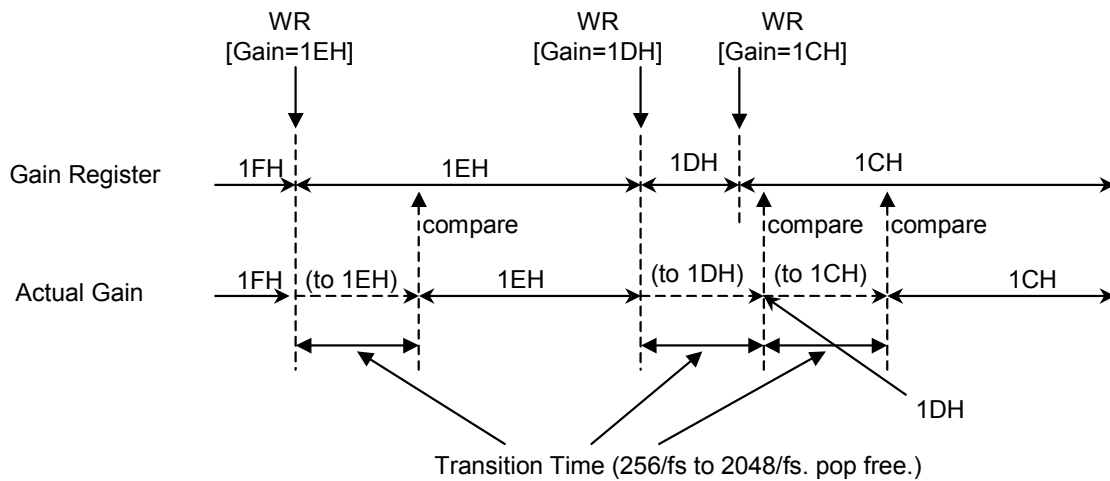 WR
[Gain=1EH]
WR
[Gain=1DH]
WR
[Gain=1CH]
Gain Register
1FH
1EH
1DH
1CH
compare
compare
compare
Actual Gain
1FH
(to 1EH)
1EH
(to 1DH)
(to 1CH)
1CH
1DH
Transition Time (256/fs to 2048/fs. pop free.)